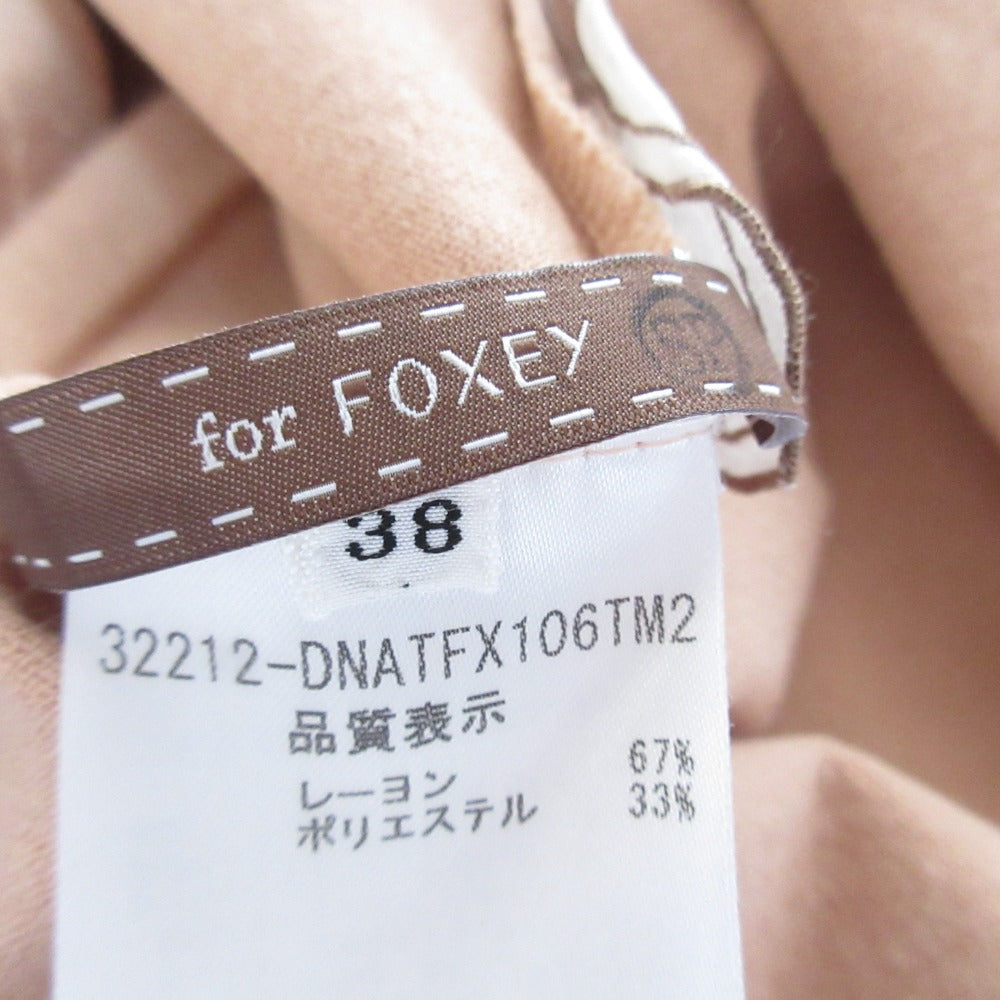 for FOXEY
38
32212-DNATFX106TM2
品質表示
レーヨン 67%
ポリエステル 33%